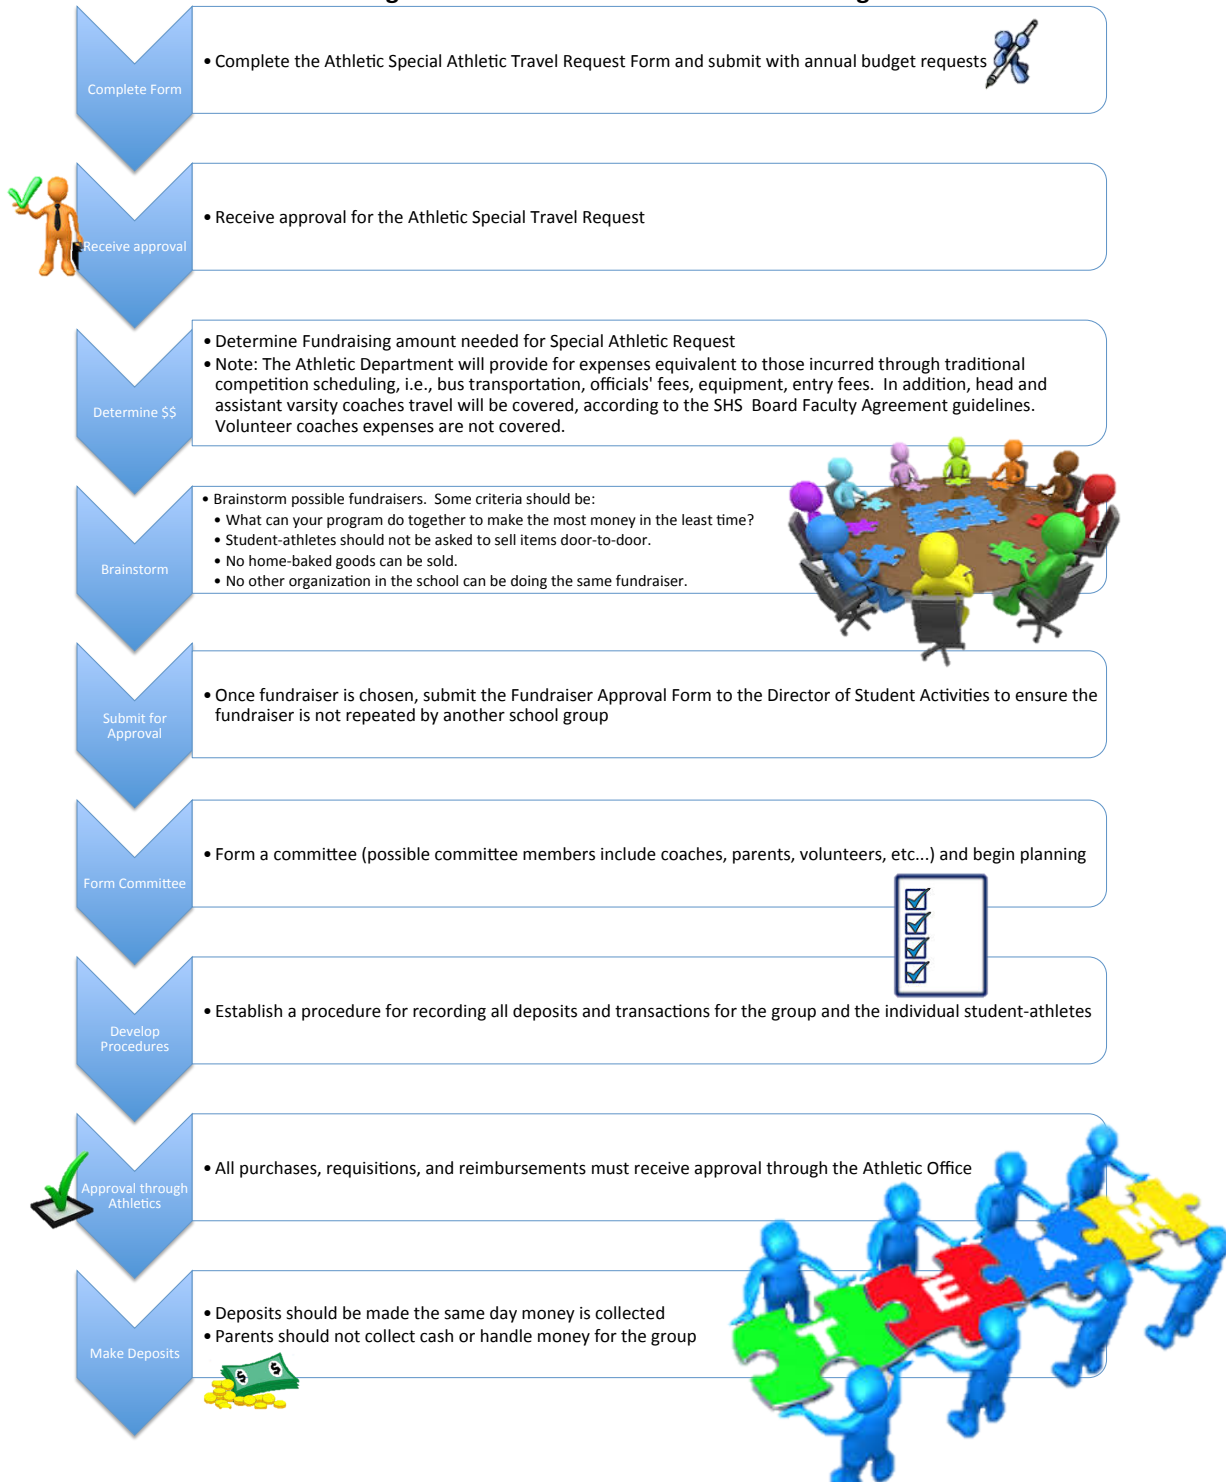 Complete Form
• Complete the Athletic Special Athletic Travel Request Form and submit with annual budget requests
Receive approval
• Receive approval for the Athletic Special Travel Request
Determine $$
• Determine Fundraising amount needed for Special Athletic Request
• Note: The Athletic Department will provide for expenses equivalent to those incurred through traditional
competition scheduling, i.e., bus transportation, officials' fees, equipment, entry fees. In addition, head and
assistant varsity coaches travel will be covered, according to the SHS Board Faculty Agreement guidelines.
Volunteer coaches expenses are not covered.
Brainstorm
• Brainstorm possible fundraisers. Some criteria should be:
• What can your program do together to make the most money in the least time?
• Student-athletes should not be asked to sell items door-to-door.
• No home-baked goods can be sold.
• No other organization in the school can be doing the same fundraiser.
Submit for
Approval
• Once fundraiser is chosen, submit the Fundraiser Approval Form to the Director of Student Activities to ensure the
fundraiser is not repeated by another school group
Form Committee
• Form a committee (possible committee members include coaches, parents, volunteers, etc...) and begin planning
Develop
Procedures
• Establish a procedure for recording all deposits and transactions for the group and the individual student-athletes
Approval through
Athletics
• All purchases, requisitions, and reimbursements must receive approval through the Athletic Office
Make Deposits
• Deposits should be made the same day money is collected
• Parents should not collect cash or handle money for the group
$ $
TEAM